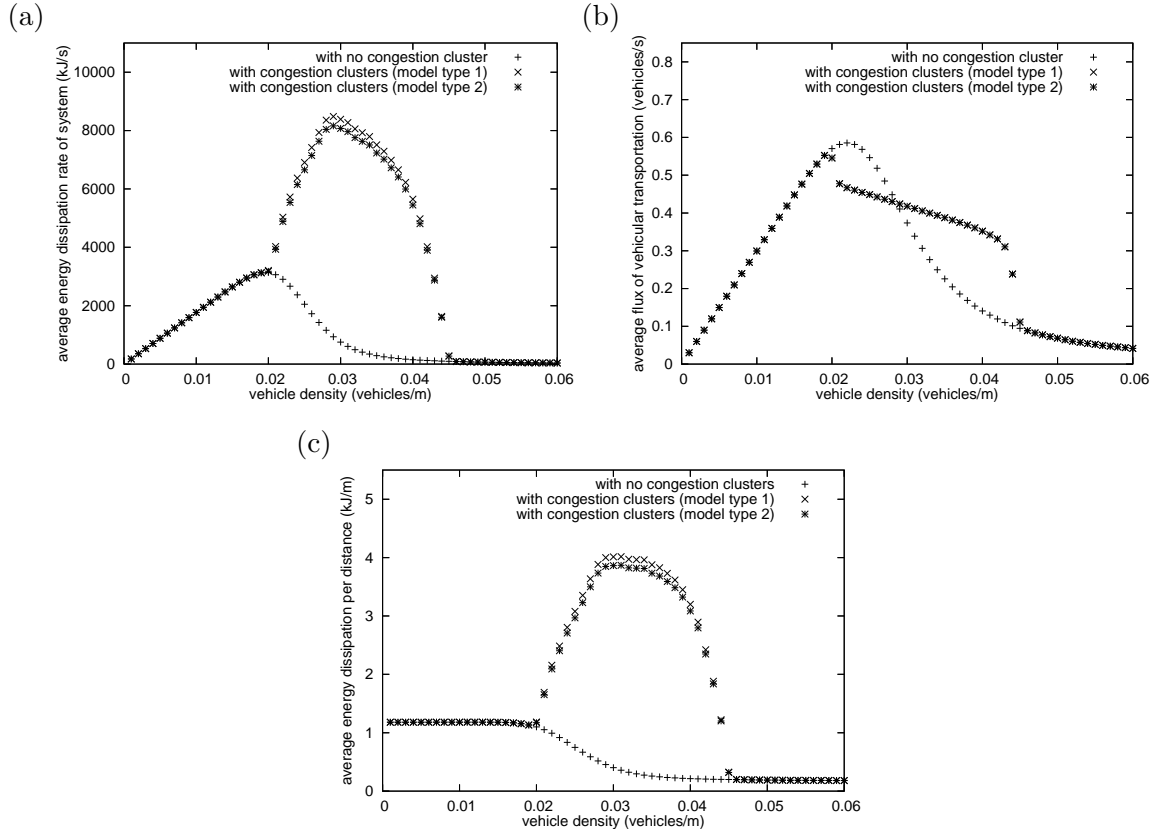 (a)
average energy dissipation rate of system (kJ/s)
10000
8000
6000
4000
2000
0
with no congestion cluster
with congestion clusters (model type 1)
with congestion clusters (model type 2)
0 0.01 0.02 0.03 0.04 0.05 0.06
vehicle density (vehicles/m)
(b)
average flux of vehicular transportation (vehicles/s)
0.8
0.7
0.6
0.5
0.4
0.3
0.2
0.1
0
with no congestion cluster
with congestion clusters (model type 1)
with congestion clusters (model type 2)
0 0.01 0.02 0.03 0.04 0.05 0.06
vehicle density (vehicles/m)
(c)
average energy dissipation per distance (kJ/m)
5
4
3
2
1
0
with no congestion clusters
with congestion clusters (model type 1)
with congestion clusters (model type 2)
0 0.01 0.02 0.03 0.04 0.05 0.06
vehicle density (vehicles/m)